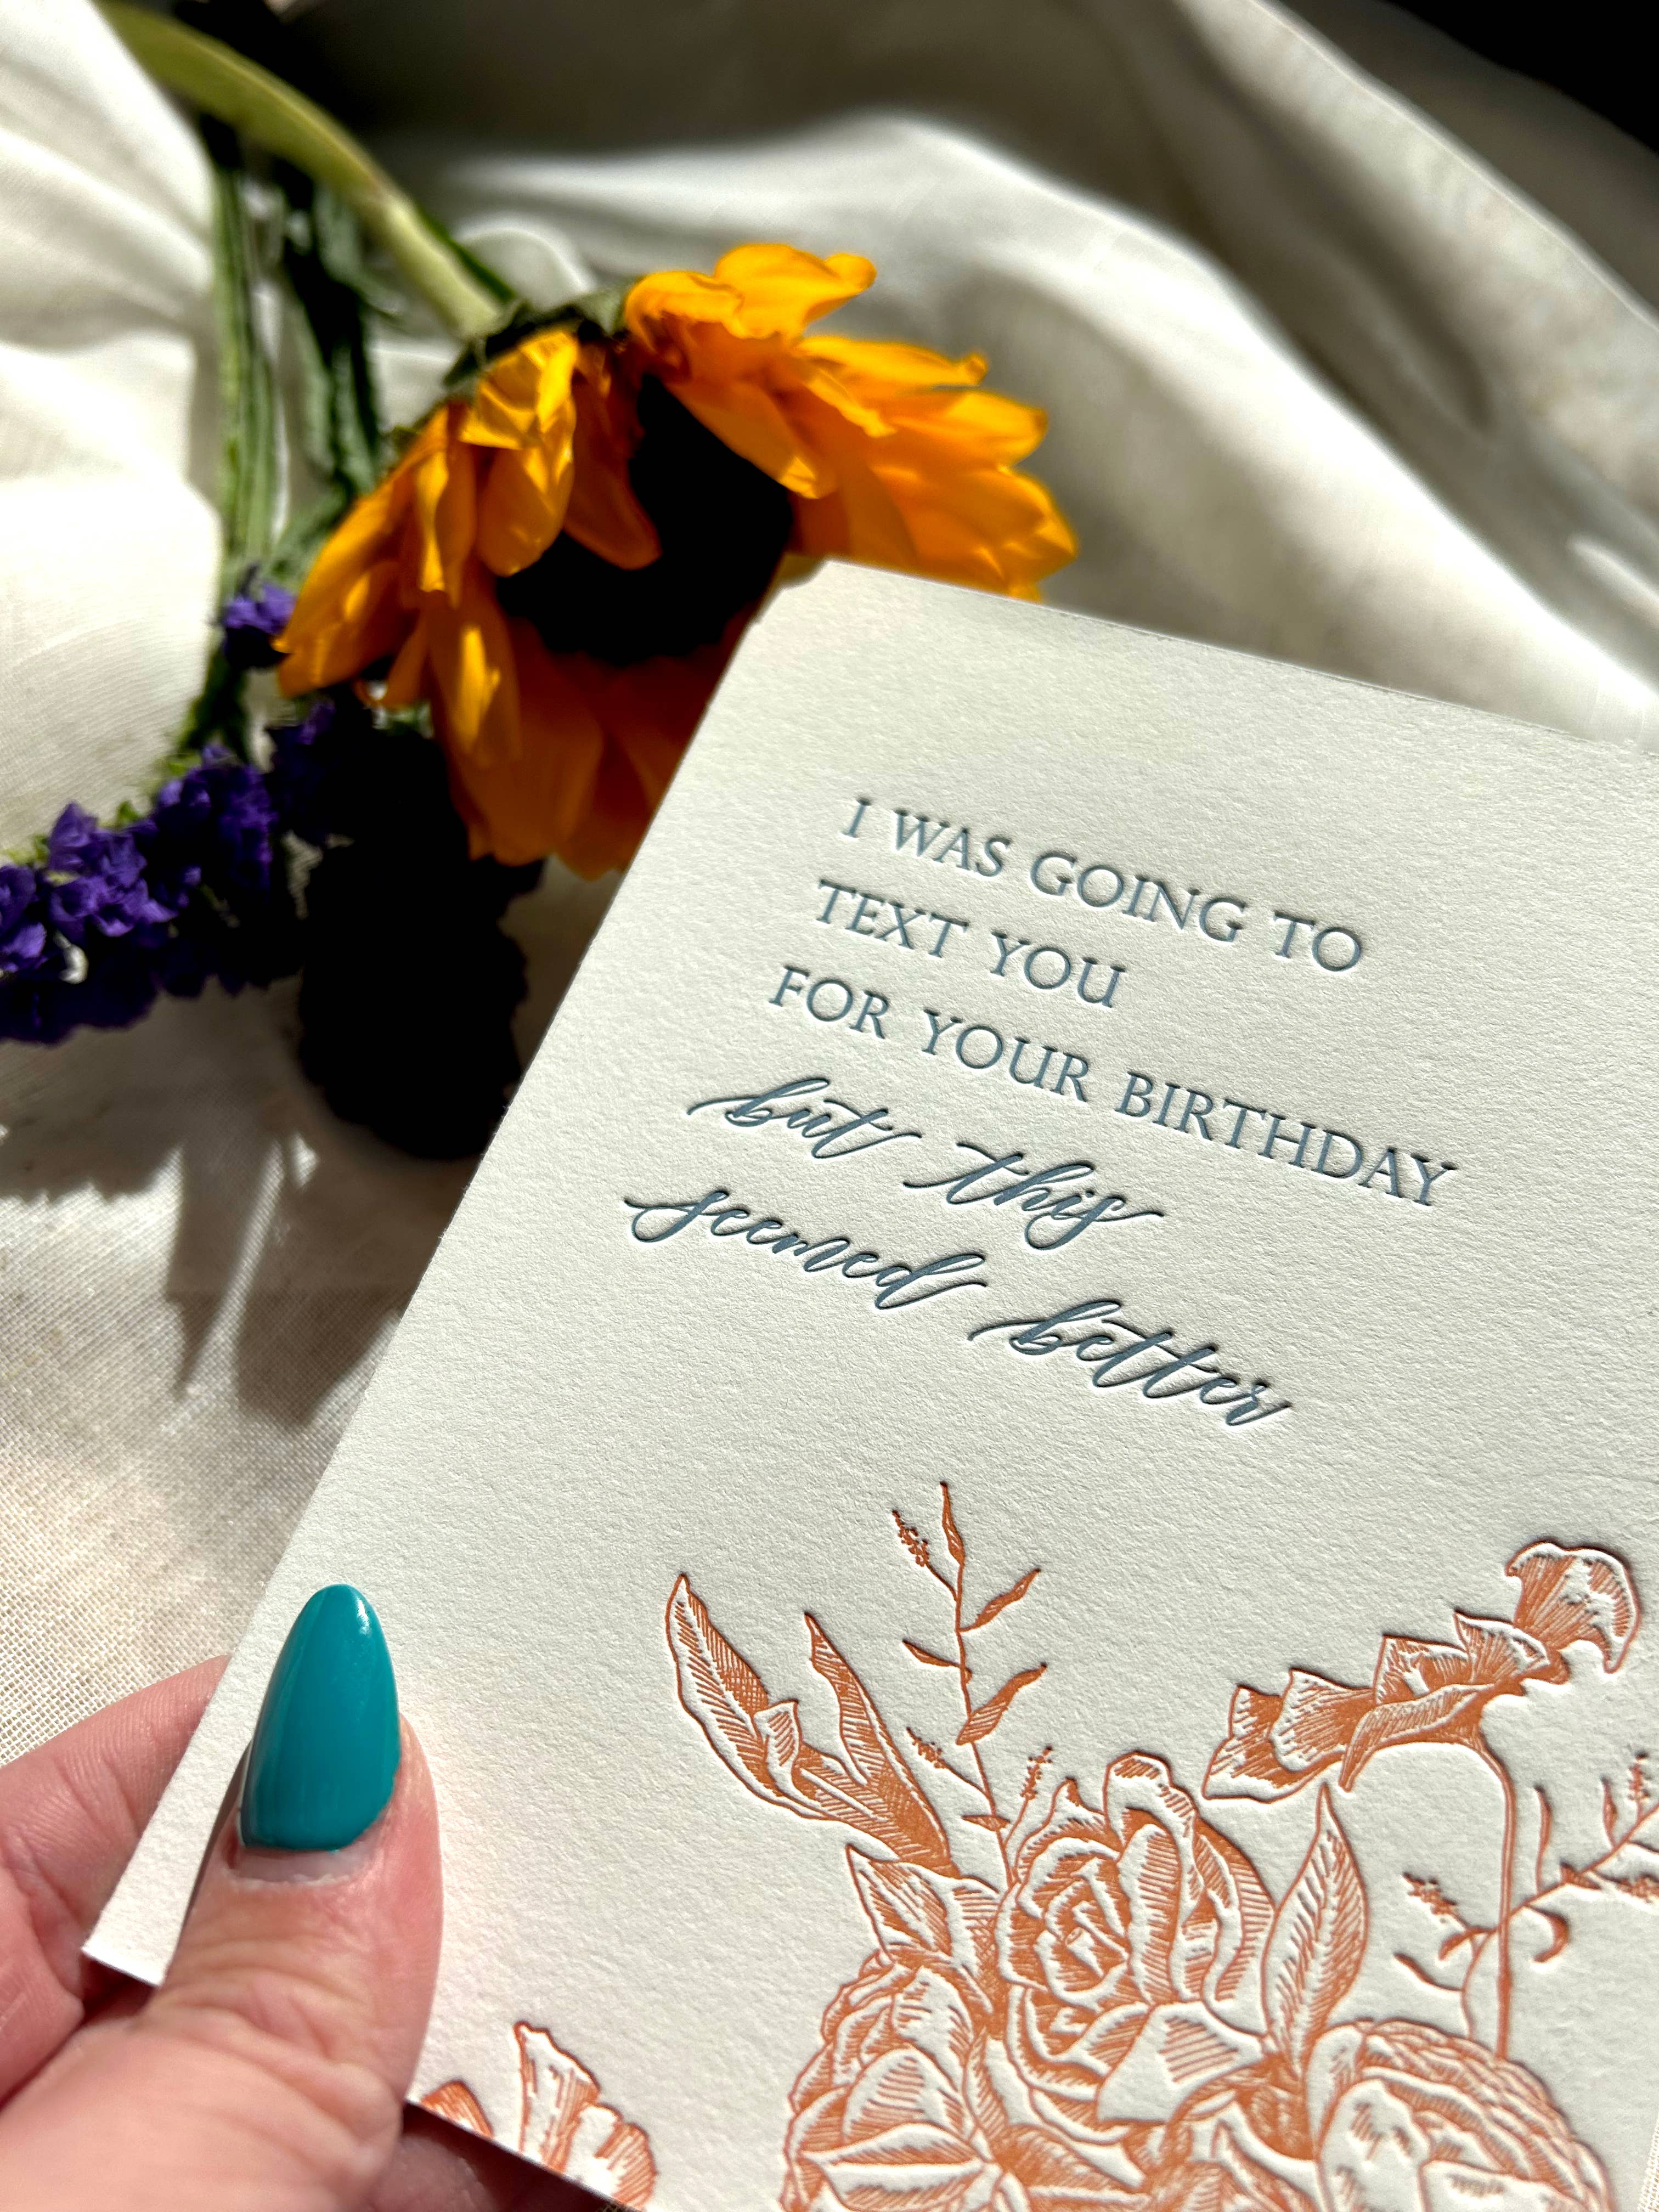 I WAS GOING TO
TEXT YOU
FOR YOUR BIRTHDAY
but this
seemed better